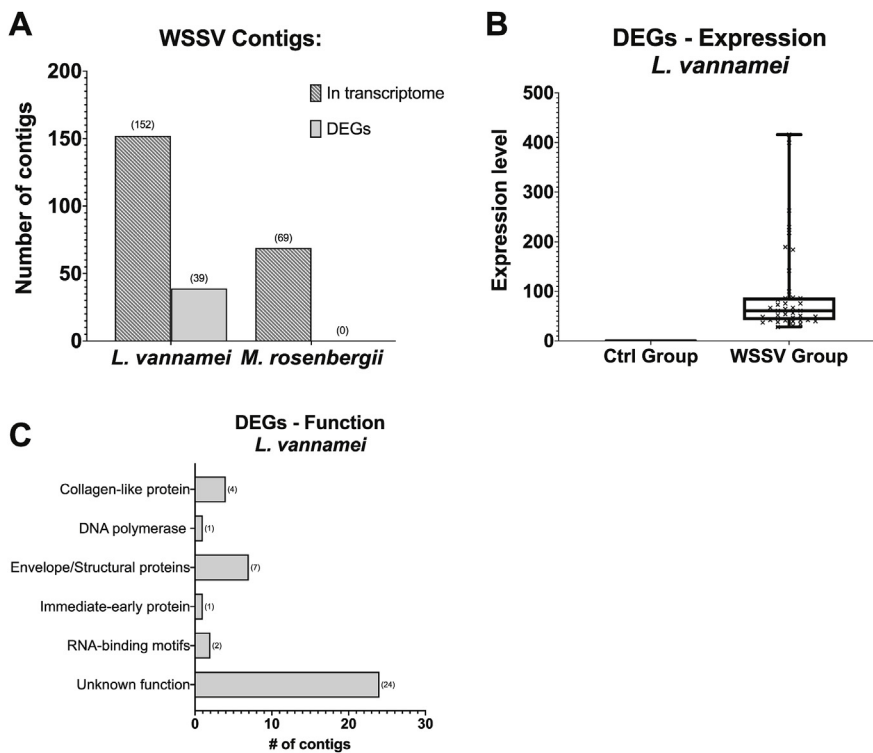 A
WSSV Contigs:
Number of contigs
200
150
100
50
0
(152)
(39)
(69)
(0)
In transcriptome
DEGs
L. vannamei
M. rosenbergii
B
DEGs - Expression
L. vannamei
Expression level
500
400
300
200
100
0
Ctrl Group
WSSV Group
C
DEGs - Function
L. vannamei
Collagen-like protein
(4)
DNA polymerase
(1)
Envelope/Structural proteins
(7)
Immediate-early protein
(1)
RNA-binding motifs
(2)
Unknown function
(24)
0
10
20
30
# of contigs